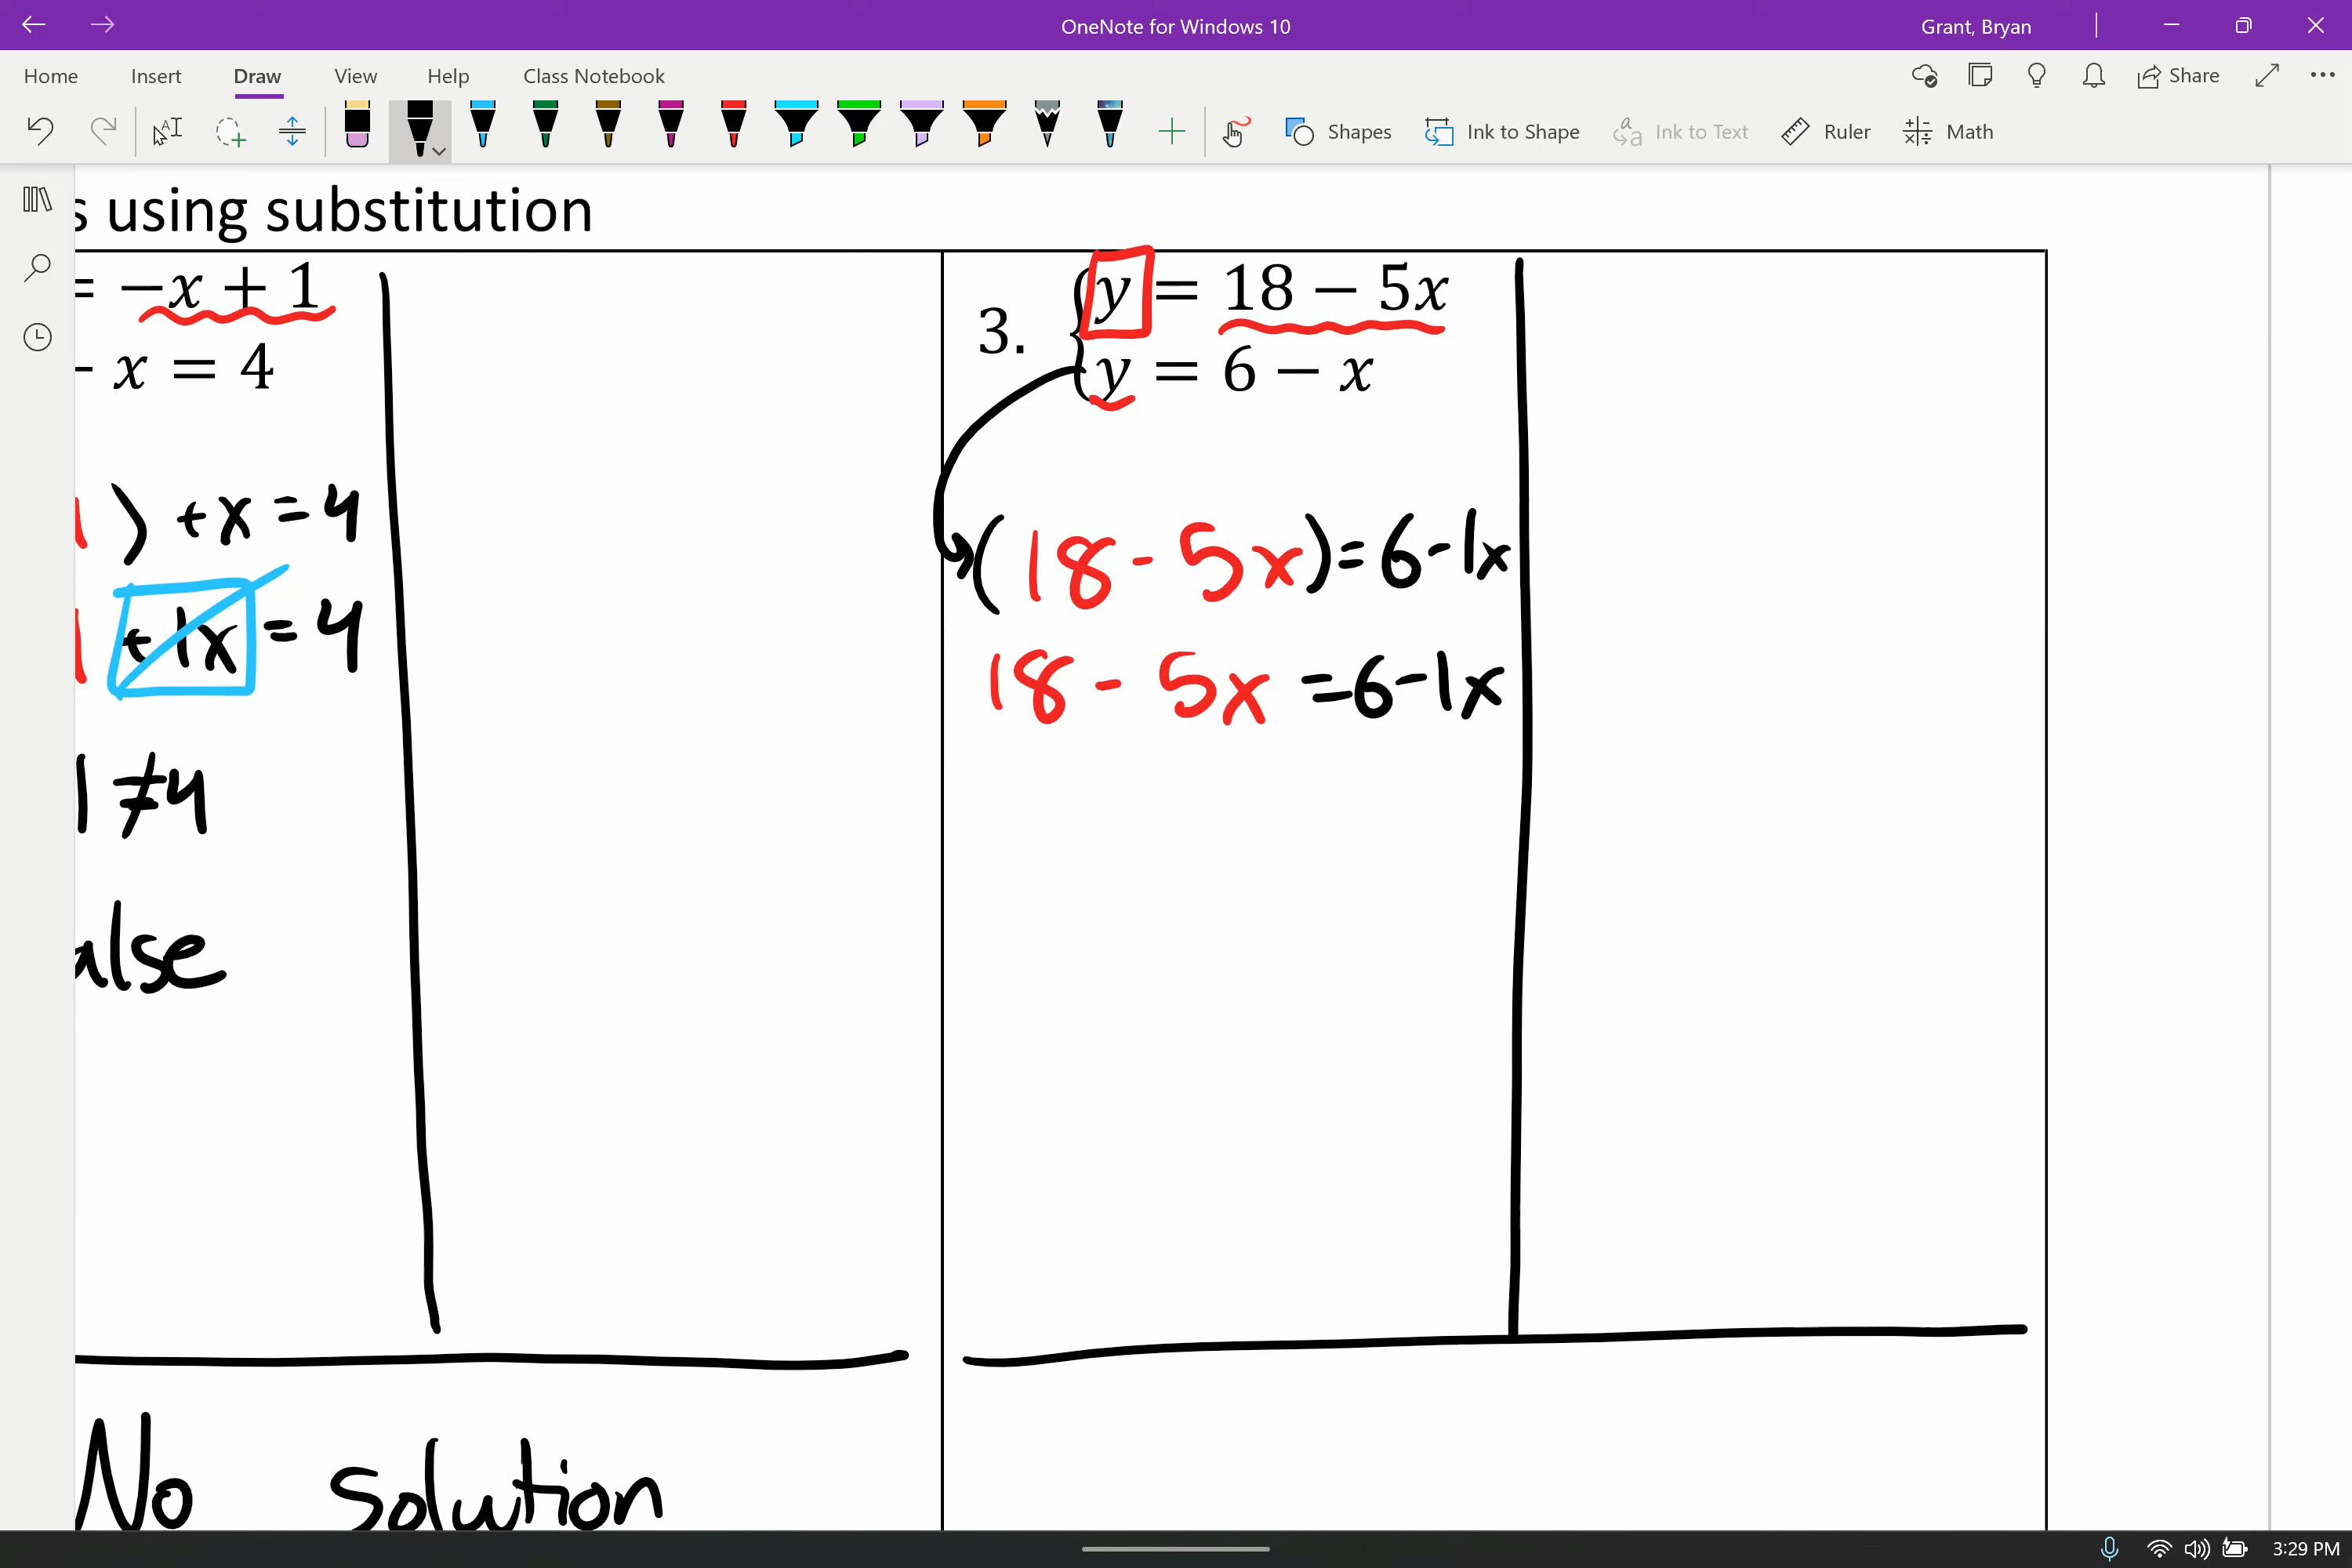 OneNote for Windows 10
Grant, Bryan
Home Insert Draw View Help Class Notebook
Share
Shapes Ink to Shape Ink to Text Ruler Math
s using substitution
= −x + 1
- x = 4
) +x = 4
1 +1x = 4
1 ≠ 4
alse
No solution
3. { y = 18 − 5x
y = 6 − x
(18 - 5x) = 6 - 1x
18 - 5x = 6 - 1x
3:29 PM